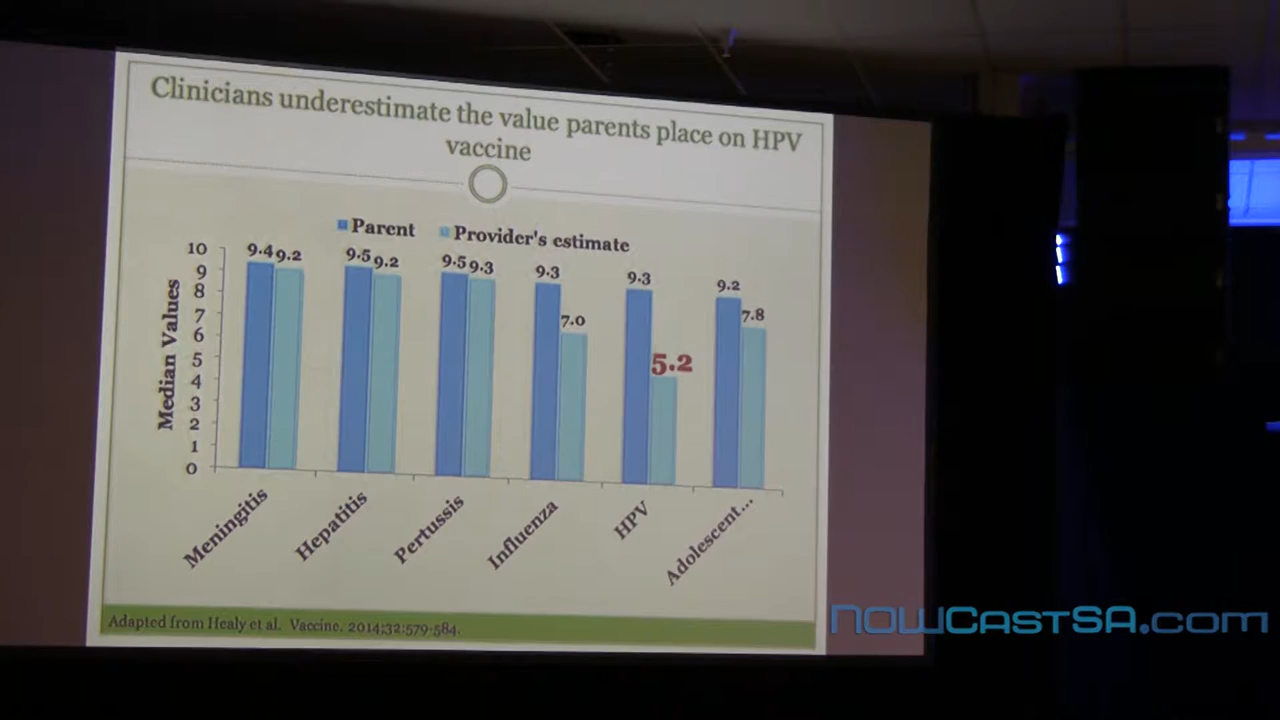 Clinicians underestimate the value parents place on HPV
vaccine
Parent Provider's estimate
Median Values
10
9
8
7
6
5
4
3
2
1
0
9.4 9.2
9.5 9.2
9.5 9.3
9.3 7.0
9.3 5.2
9.2 7.8
Meningitis
Hepatitis
Pertussis
Influenza
HPV
Adolescent...
Adapted from Healy et al. Vaccine. 2014;32:579-584.
NOWCASTSA.com